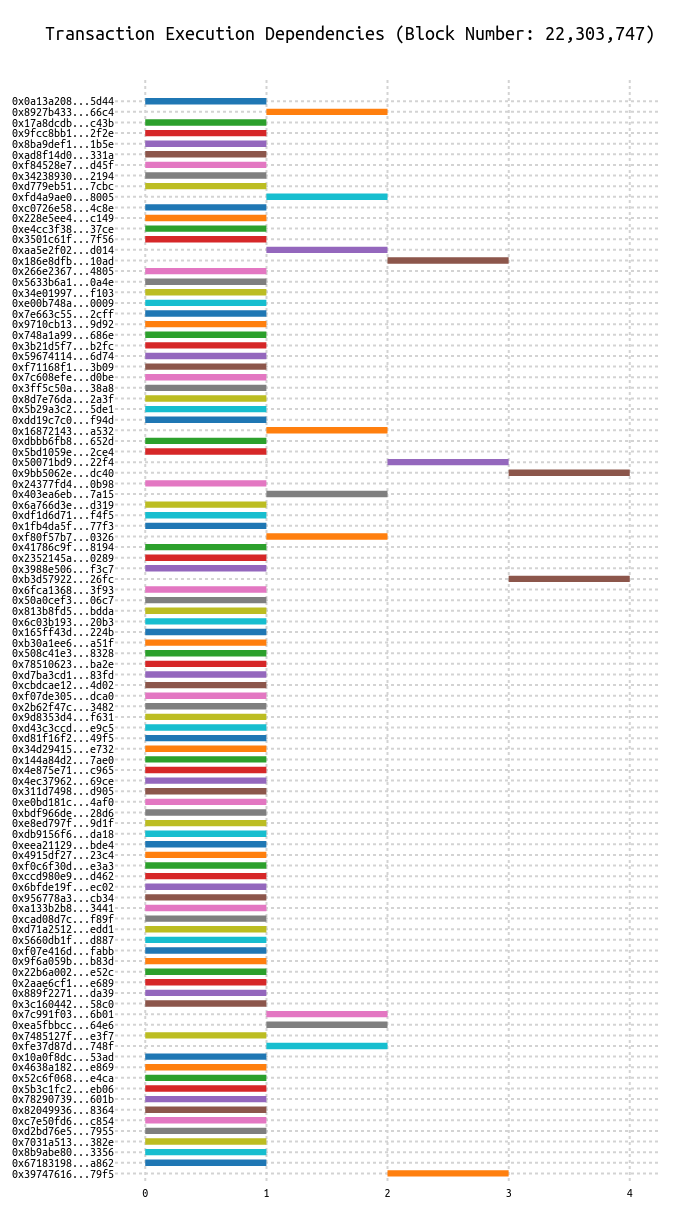 Transaction Execution Dependencies (Block Number: 22,303,747)
0x0a13a208...5d44
0x8927b433...66c4
0x17a8dcdb...c43b
0x9fcc8bb1...2f2e
0x8ba9def1...1b5e
0xad8f14d0...331a
0xf84528e7...d45f
0x34238930...2194
0xd779eb51...7cbc
0xfd4a9ae0...8005
0xc0726e58...4c8e
0x228e5ee4...c149
0xe4cc3f38...37ce
0x3501c61f...7f56
0xaa5e2f02...d014
0x186e8dfb...10ad
0x266e2367...4805
0x5633b6a1...0a4e
0x34e01997...f103
0xe00b748a...0009
0x7e663c55...2cff
0x9710cb13...9d92
0x748a1a99...686e
0x3b21d5f7...b2fc
0x59674114...6d74
0xf71168f1...3b09
0x7c608efe...d0be
0x3ff5c50a...38a8
0x8d7e76da...2a3f
0x5b29a3c2...5de1
0xdd19c7c0...f94d
0x16872143...a532
0xdbbb6fb8...652d
0x5bd1059e...2ce4
0x50071bd9...22f4
0x9bb5062e...dc40
0x24377fd4...0b98
0x403ea6eb...7a15
0x6a766d3e...d319
0xdf1d6d71...f4f5
0x1fb4da5f...77f3
0xf80f57b7...0326
0x41786c9f...8194
0x2352145a...0289
0x3988e506...f3c7
0xb3d57922...26fc
0x6fca1368...3f93
0x50a0cef3...06c7
0x813b8fd5...bdda
0x6c03b193...20b3
0x165ff43d...224b
0xb30a1ee6...a51f
0x508c41e3...8328
0x78510623...ba2e
0xd7ba3cd1...83fd
0xcbdcae12...4d02
0xf07de305...dca0
0x2b62f47c...3482
0x9d8353d4...f631
0xd43c3ccd...e9c5
0xd81f16f2...49f5
0x34d29415...e732
0x144a84d2...7ae0
0x4e875e71...c965
0x4ec37962...69ce
0x311d7498...d905
0xe0bd181c...4af0
0xbdf966de...28d6
0xe8ed797f...9d1f
0xdb9156f6...da18
0xeea21129...bde4
0x4915df27...23c4
0xf0c6f30d...e3a3
0xccd980e9...d462
0x6bfde19f...ec02
0x956778a3...cb34
0xa133b2b8...3441
0xcad08d7c...f89f
0xd71a2512...edd1
0x5660db1f...d887
0xf07e416d...fabb
0x9f6a059b...b83d
0x22b6a002...e52c
0x2aae6cf1...e689
0x889f2271...da39
0x3c160442...58c0
0x7c991f03...6b01
0xea5fbbcc...64e6
0x7485127f...e3f7
0xfe37d87d...748f
0x10a0f8dc...53ad
0x4638a182...e869
0x52c6f068...e4ca
0x5b3c1fc2...eb06
0x78290739...601b
0x82049936...8364
0xc7e50fd6...c854
0xd2bd76e5...7955
0x7031a513...382e
0x8b9abe80...3356
0x67183198...a862
0x39747616...79f5
0 1 2 3 4